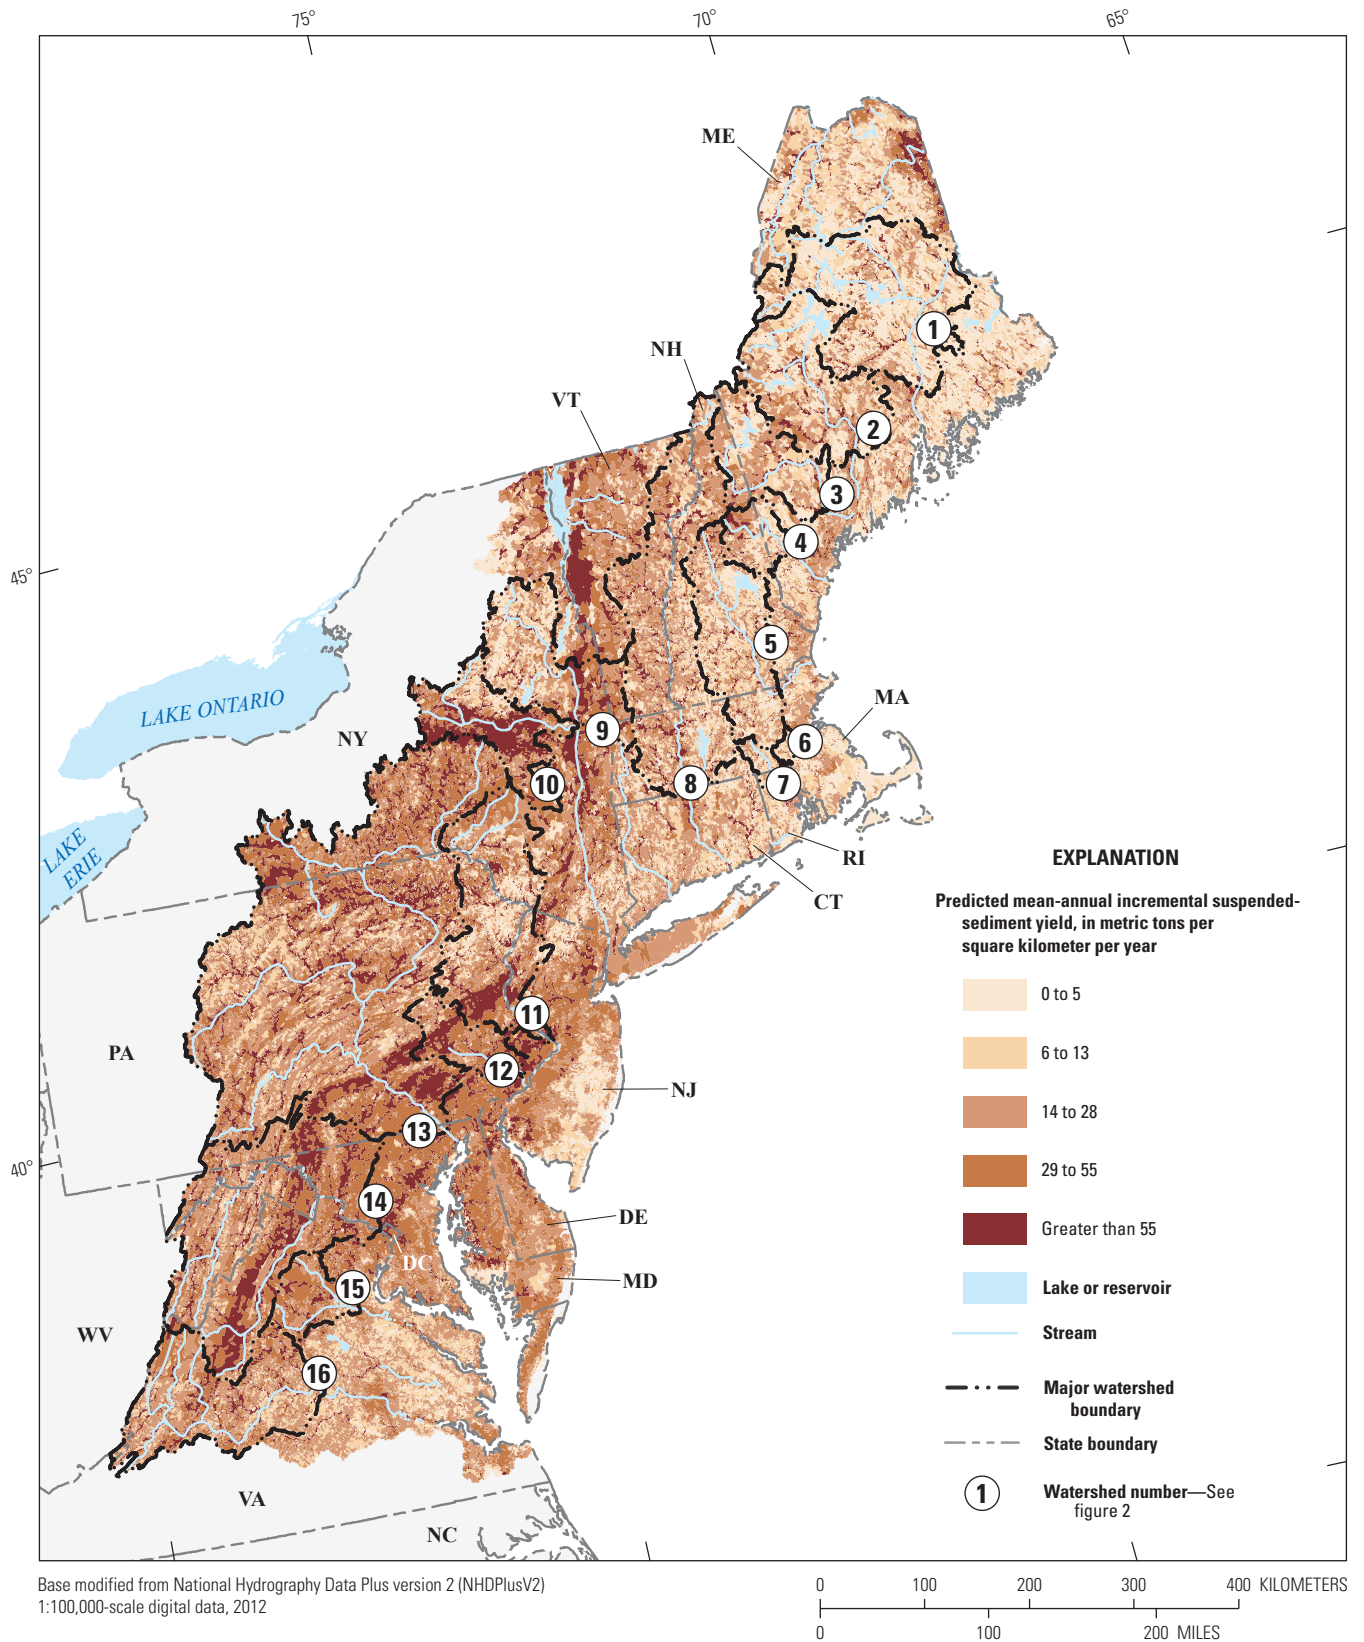 75°
70°
65°
ME
NH
VT
1
2
3
4
45°
5
MA
LAKE ONTARIO
NY
9
6
10
8
7
LAKE
ERIE
RI
CT
EXPLANATION
Predicted mean-annual incremental suspended-
sediment yield, in metric tons per
square kilometer per year
0 to 5
6 to 13
14 to 28
29 to 55
Greater than 55
Lake or reservoir
Stream
Major watershed
boundary
State boundary
1 Watershed number—See
figure 2
11
PA
12
NJ
13
40°
14
DE
DC
MD
15
WV
16
VA
NC
Base modified from National Hydrography Data Plus version 2 (NHDPlusV2)
1:100,000-scale digital data, 2012
0 100 200 300 400 KILOMETERS
0 100 200 MILES